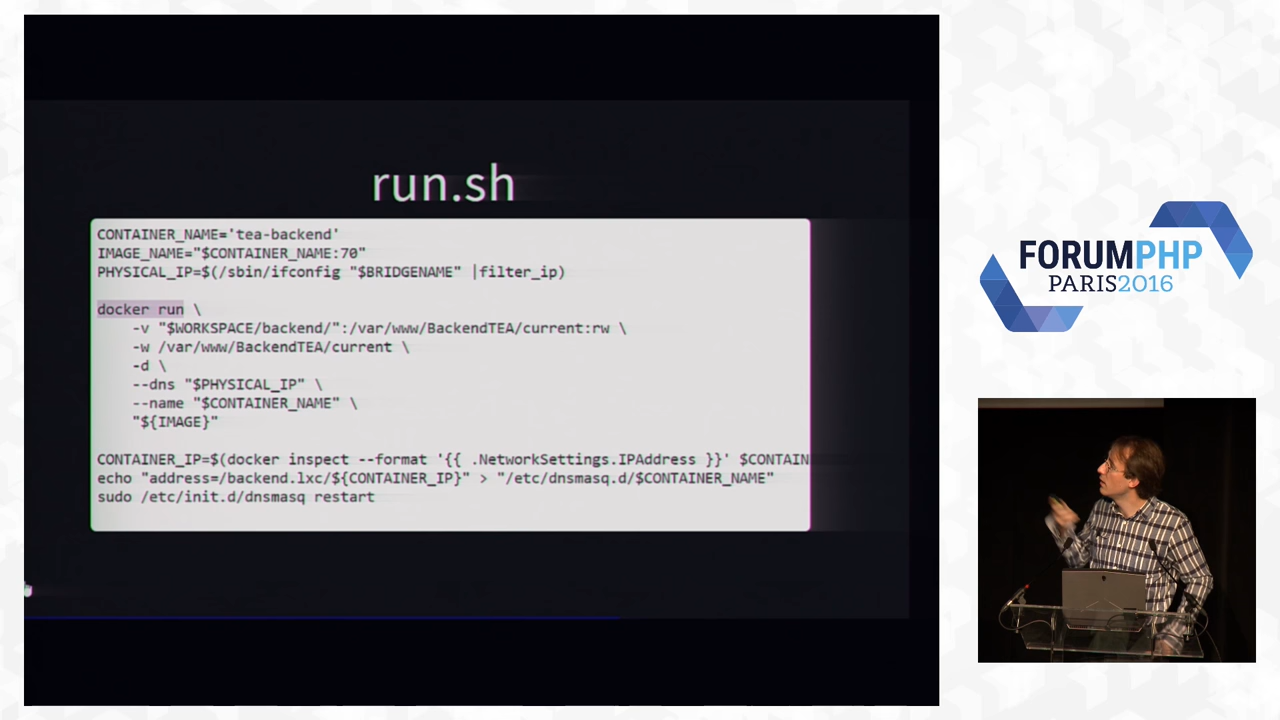 run.sh
CONTAINER_NAME='tea-backend'
IMAGE_NAME="$CONTAINER_NAME:70"
PHYSICAL_IP=$(/sbin/ifconfig "$BRIDGENAME" |filter_ip)
docker run \
-v "$WORKSPACE/backend/":/var/www/BackendTEA/current:rw \
-w /var/www/BackendTEA/current \
-d \
--dns "$PHYSICAL_IP" \
--name "$CONTAINER_NAME" \
"${IMAGE}"
CONTAINER_IP=$(docker inspect --format '{{ .NetworkSettings.IPAddress }}' $CONTAIN
echo "address=/backend.lxc/${CONTAINER_IP}" > "/etc/dnsmasq.d/$CONTAINER_NAME"
sudo /etc/init.d/dnsmasq restart
FORUMPHP
PARIS2016